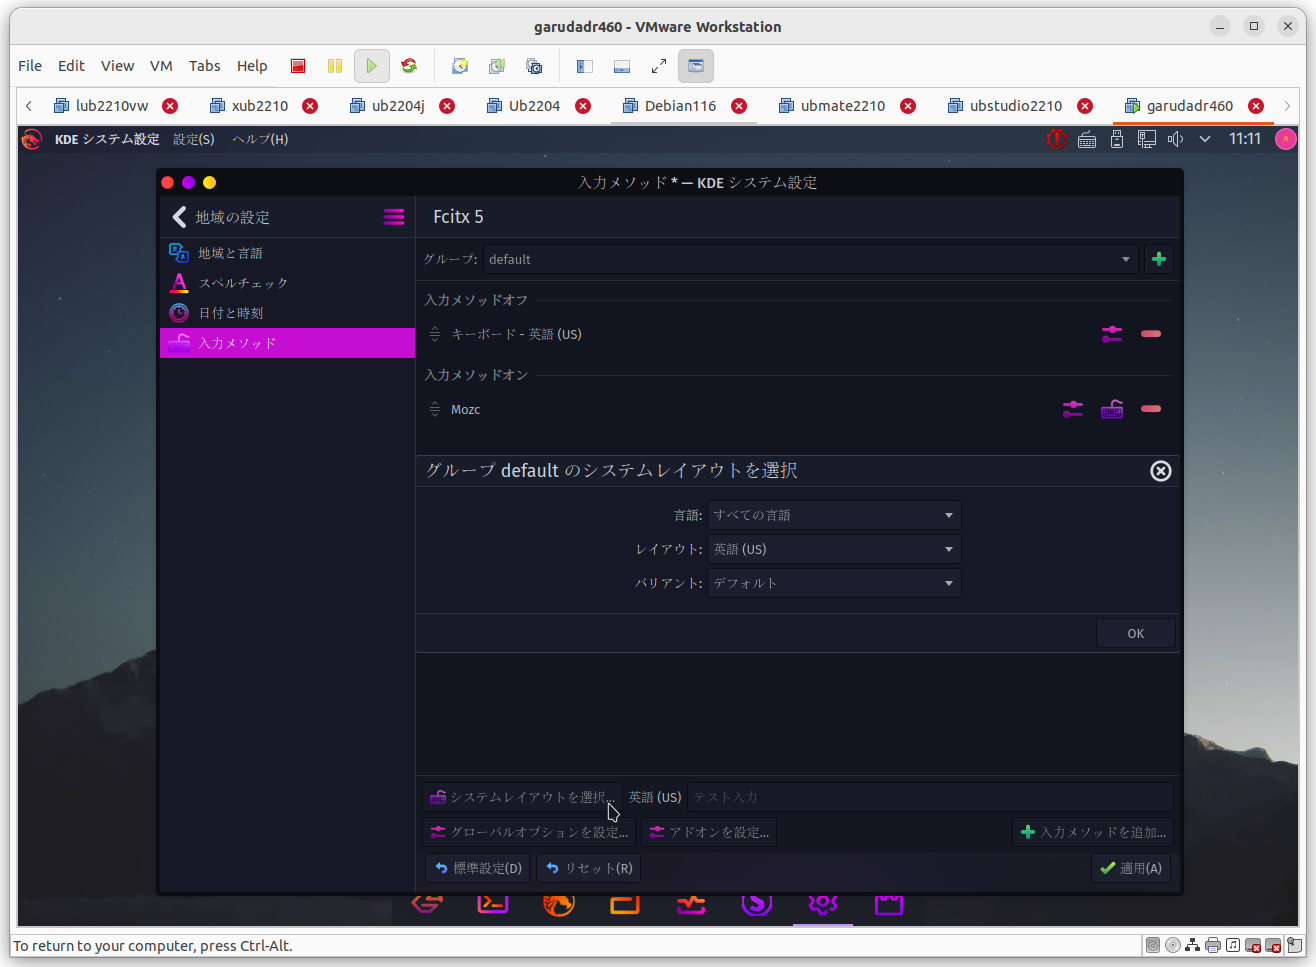 garudadr460 - VMware Workstation
File Edit View VM Tabs Help
lub2210vw xub2210 ub2204j Ub2204 Debian116 ubmate2210 ubstudio2210 garudadr460
KDE システム設定 設定(S) ヘルプ(H) 11:11
入力メソッド * — KDE システム設定
地域の設定
Fcitx 5
地域と言語
スペルチェック
日付と時刻
入力メソッド
グループ: default
入力メソッドオフ
キーボード - 英語 (US)
入力メソッドオン
Mozc
グループ default のシステムレイアウトを選択
言語: すべての言語
レイアウト: 英語 (US)
バリアント: デフォルト
OK
システムレイアウトを選択... 英語 (US) テスト入力
グローバルオプションを設定... アドオンを設定... 入力メソッドを追加...
標準設定(D) リセット(R) 適用(A)
To return to your computer, press Ctrl-Alt.